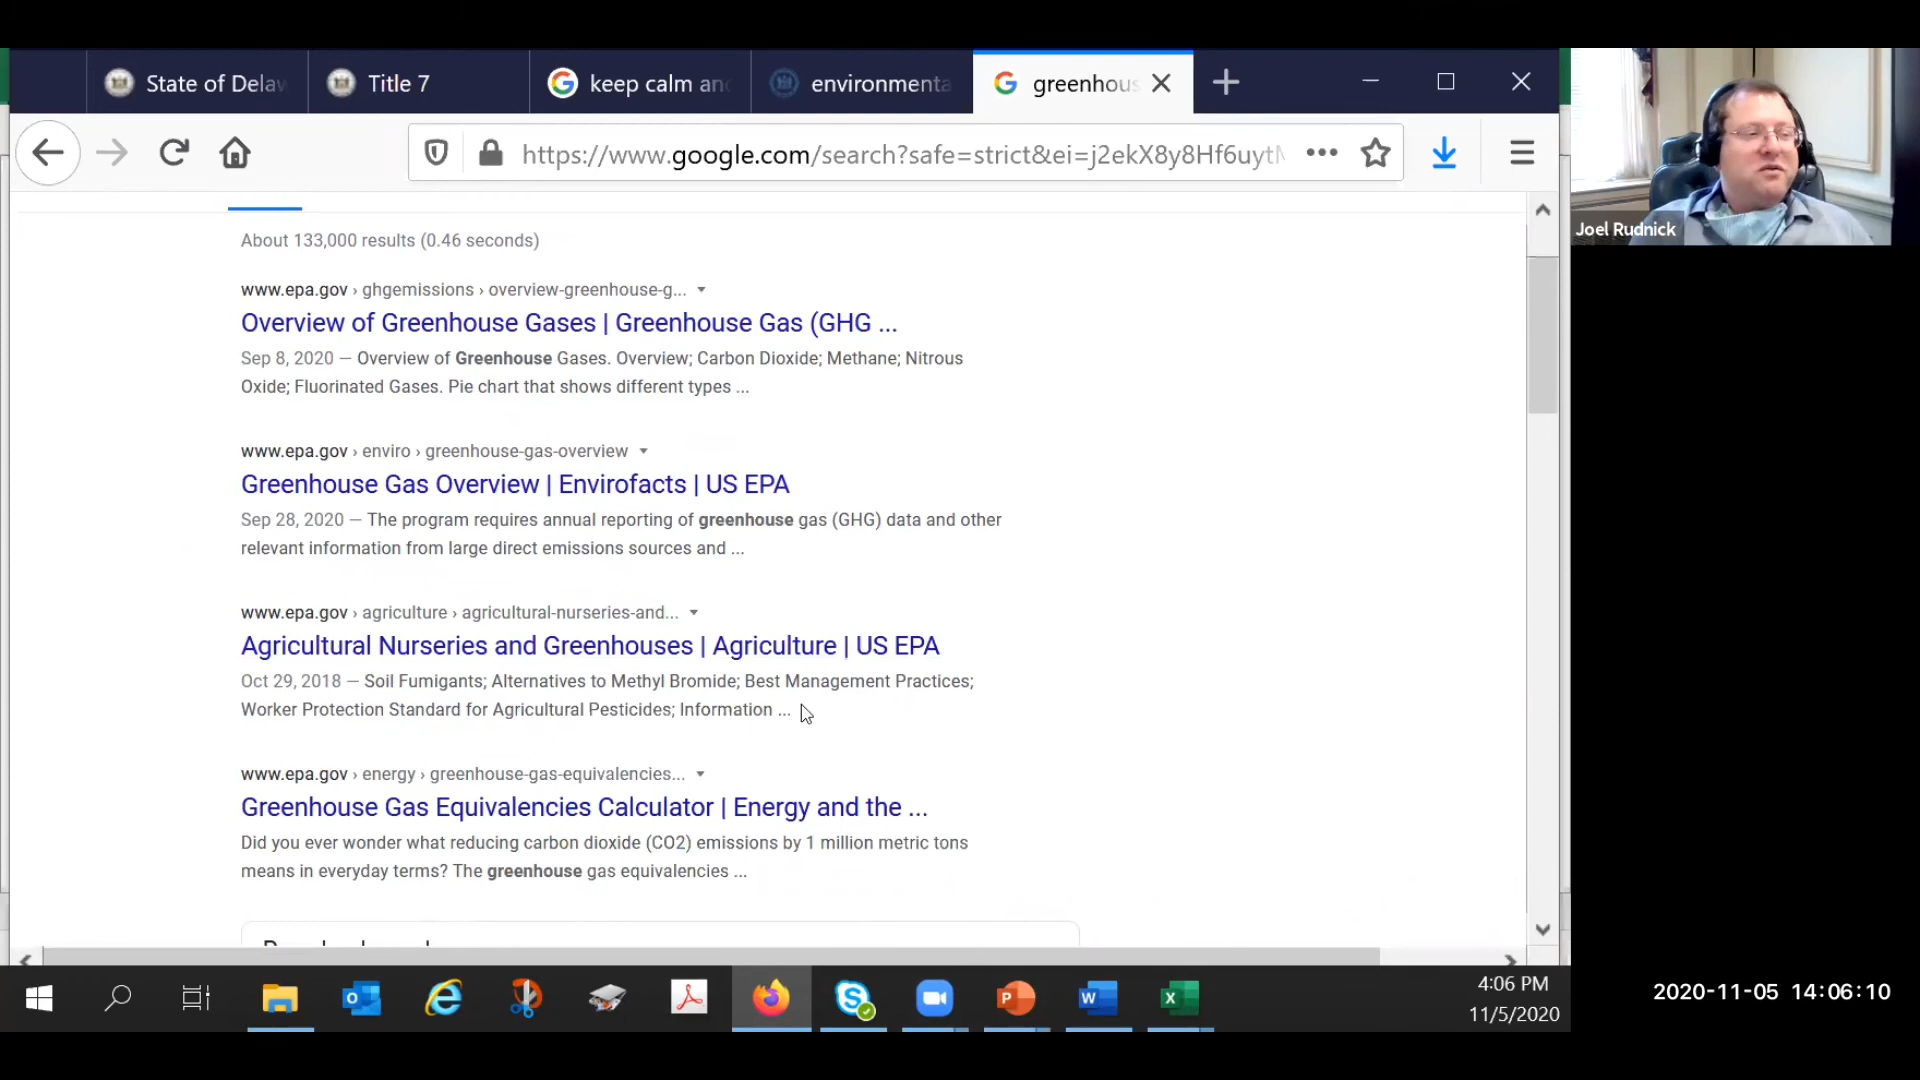 State of Delaw
Title 7
keep calm and
environmenta
greenhous
https://www.google.com/search?safe=strict&ei=j2ekX8y8Hf6uytM
Joel Rudnick
About 133,000 results (0.46 seconds)
www.epa.gov › ghgemissions › overview-greenhouse-g...
Overview of Greenhouse Gases | Greenhouse Gas (GHG ...
Sep 8, 2020 — Overview of Greenhouse Gases. Overview; Carbon Dioxide; Methane; Nitrous
Oxide; Fluorinated Gases. Pie chart that shows different types ...
www.epa.gov › enviro › greenhouse-gas-overview
Greenhouse Gas Overview | Envirofacts | US EPA
Sep 28, 2020 — The program requires annual reporting of greenhouse gas (GHG) data and other
relevant information from large direct emissions sources and ...
www.epa.gov › agriculture › agricultural-nurseries-and...
Agricultural Nurseries and Greenhouses | Agriculture | US EPA
Oct 29, 2018 — Soil Fumigants; Alternatives to Methyl Bromide; Best Management Practices;
Worker Protection Standard for Agricultural Pesticides; Information ...
www.epa.gov › energy › greenhouse-gas-equivalencies...
Greenhouse Gas Equivalencies Calculator | Energy and the ...
Did you ever wonder what reducing carbon dioxide (CO2) emissions by 1 million metric tons
means in everyday terms? The greenhouse gas equivalencies ...
4:06 PM
11/5/2020
2020-11-05 14:06:10